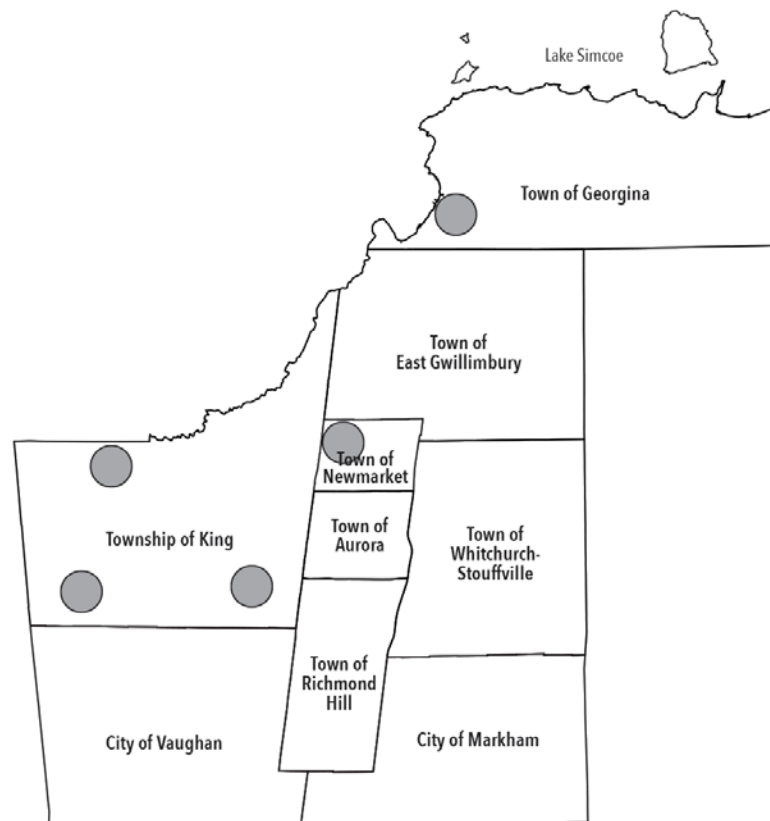 Lake Simcoe
Town of Georgina
Town of
East Gwillimbury
Town of
Newmarket
Township of King
Town of
Aurora
Town of
Whitchurch-
Stouffville
Town of
Richmond
Hill
City of Vaughan
City of Markham